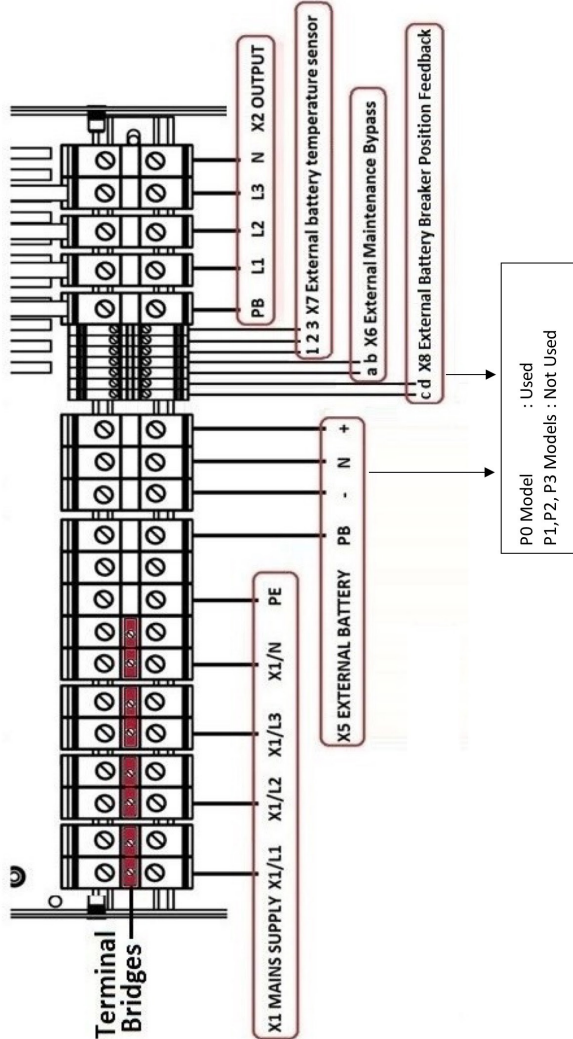 Terminal
Bridges
X1 MAINS SUPPLY X1/L1 X1/L2 X1/L3 X1/N PE
X5 EXTERNAL BATTERY PB - N +
PB L1 L2 L3 N X2 OUTPUT
1 2 3 X7 External battery temperature sensor
a b X6 External Maintenance Bypass
c d X8 External Battery Breaker Position Feedback
P0 Model : Used
P1,P2, P3 Models : Not Used